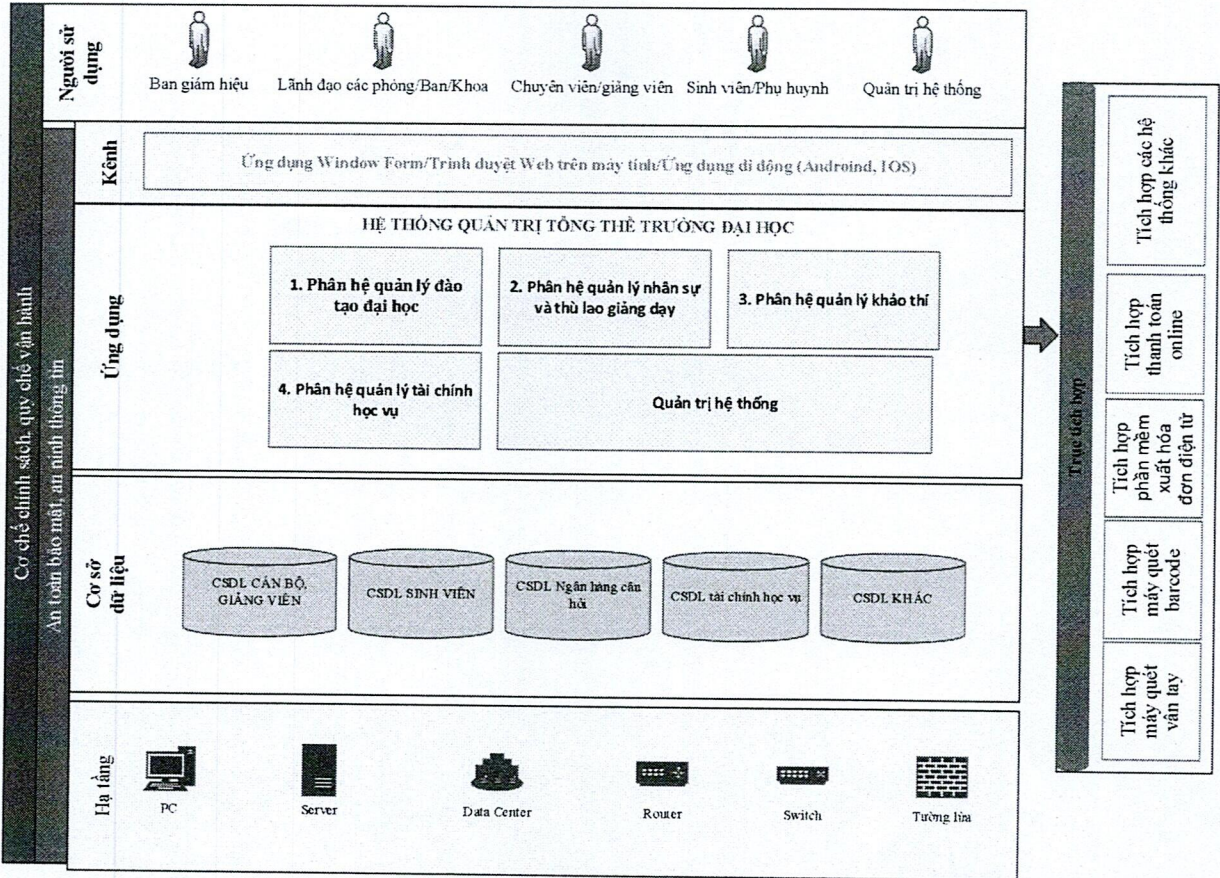 Cơ chế chính sách, quy chế vận hành
An toàn bảo mật, an ninh thông tin
Người sử
dụng
Ban giám hiệu
Lãnh đạo các phòng/Ban/Khoa
Chuyên viên/giảng viên
Sinh viên/Phụ huynh
Quản trị hệ thống
Kênh
Ứng dụng Window Form/Trình duyệt Web trên máy tính/Ứng dụng di động (Androind, IOS)
Ứng dụng
HỆ THỐNG QUẢN TRỊ TỔNG THỂ TRƯỜNG ĐẠI HỌC
1. Phân hệ quản lý đào
tạo đại học
2. Phân hệ quản lý nhân sự
và thù lao giảng dạy
3. Phân hệ quản lý khảo thí
4. Phân hệ quản lý tài chính
học vụ
Quản trị hệ thống
Cơ sở
dữ liệu
CSDL CÁN BỘ,
GIẢNG VIÊN
CSDL SINH VIÊN
CSDL Ngân hàng câu
hỏi
CSDL tài chính học vụ
CSDL KHÁC
Hạ tầng
PC
Server
Data Center
Router
Switch
Tường lửa
Trục tích hợp
Tích hợp các hệ
thống khác
Tích hợp
thanh toan
online
Tích hợp
phần mềm
xuất hóa
đơn điện tử
Tích hợp
máy quét
barcode
Tích hợp
máy quét
vân tay